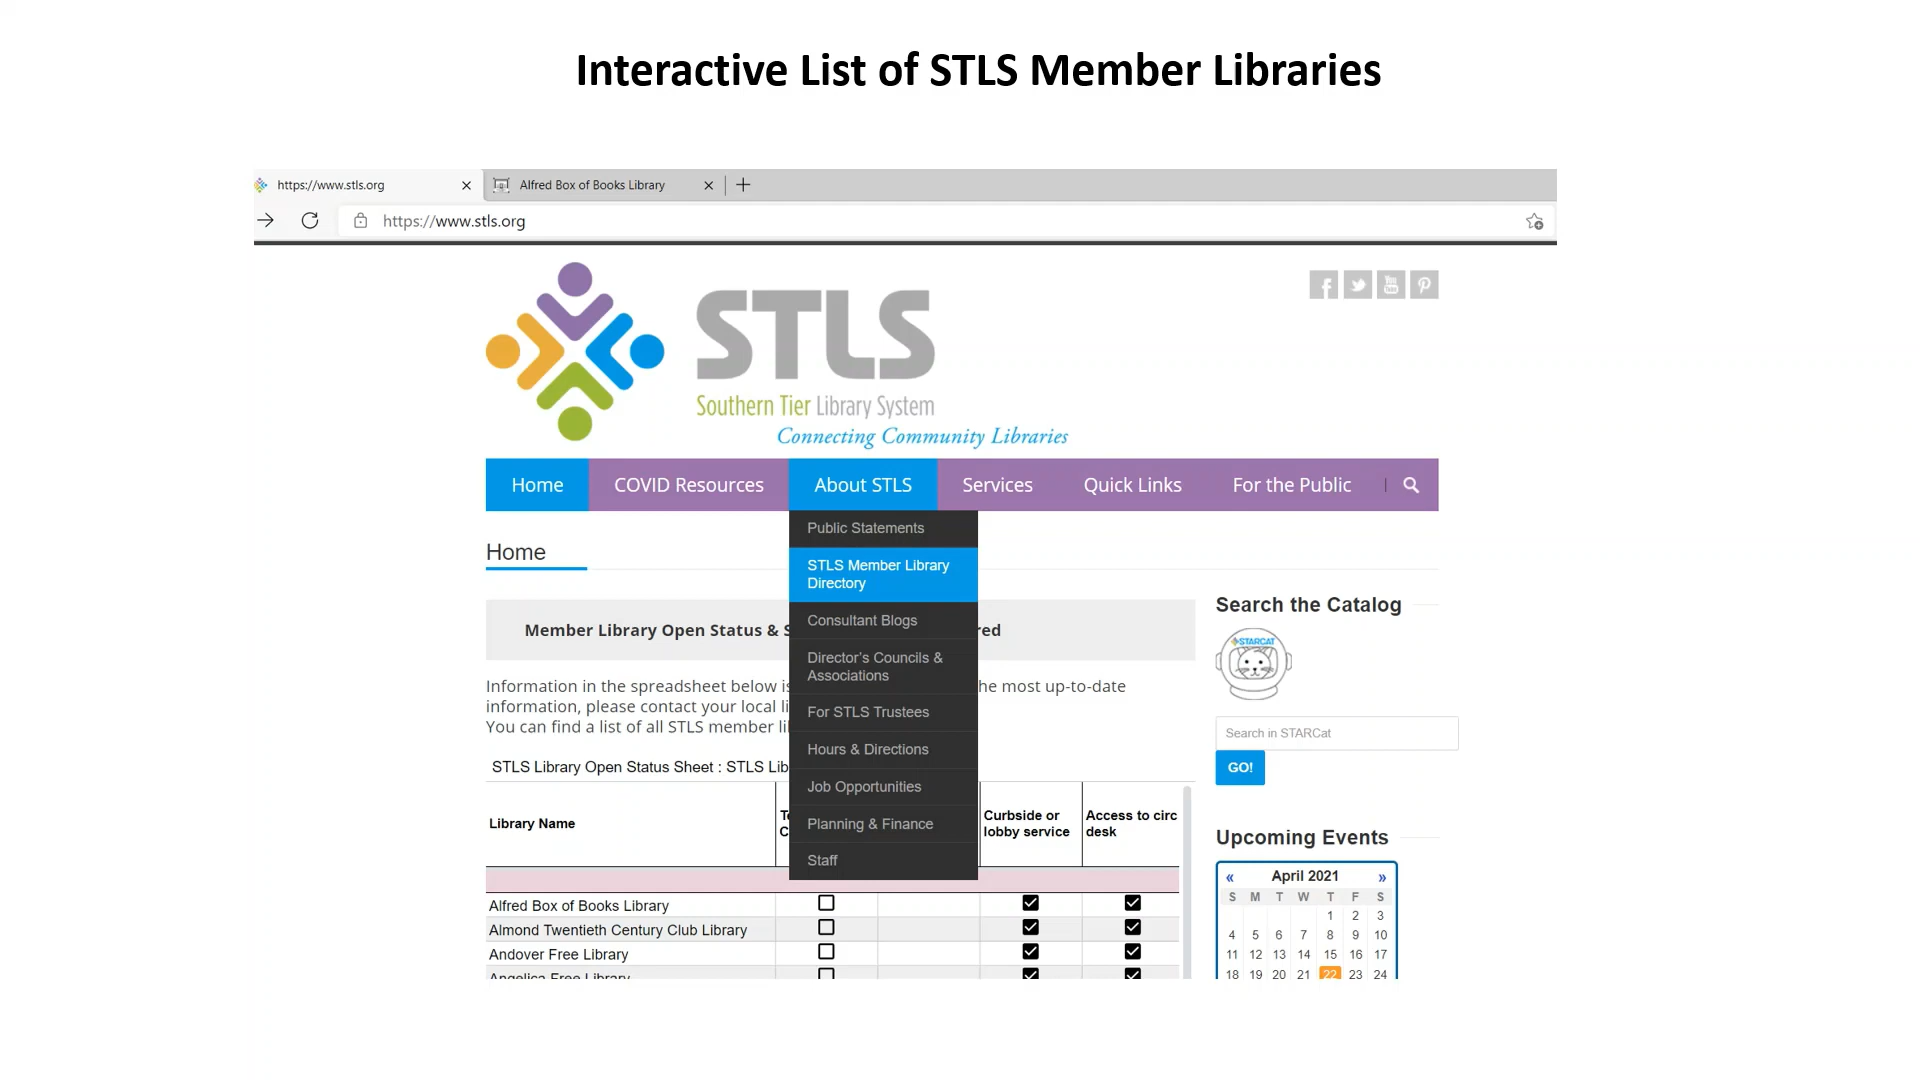 Interactive List of STLS Member Libraries
https://www.stls.org
Alfred Box of Books Library
https://www.stls.org
STLS
Southern Tier Library System
Connecting Community Libraries
Home
COVID Resources
About STLS
Services
Quick Links
For the Public
Public Statements
STLS Member Library
Directory
Consultant Blogs
Director's Councils &
Associations
For STLS Trustees
Hours & Directions
Job Opportunities
Planning & Finance
Staff
Home
Member Library Open Status & S red
Information in the spreadsheet below is he most up-to-date
information, please contact your local li
You can find a list of all STLS member li
STLS Library Open Status Sheet : STLS Lib
Library Name
Curbside or
lobby service
Access to circ
desk
Alfred Box of Books Library
Almond Twentieth Century Club Library
Andover Free Library
Angelica Free Library
Search the Catalog
STARCAT
Search in STARCat
GO!
Upcoming Events
« April 2021 »
S M T W T F S
1 2 3
4 5 6 7 8 9 10
11 12 13 14 15 16 17
18 19 20 21 22 23 24